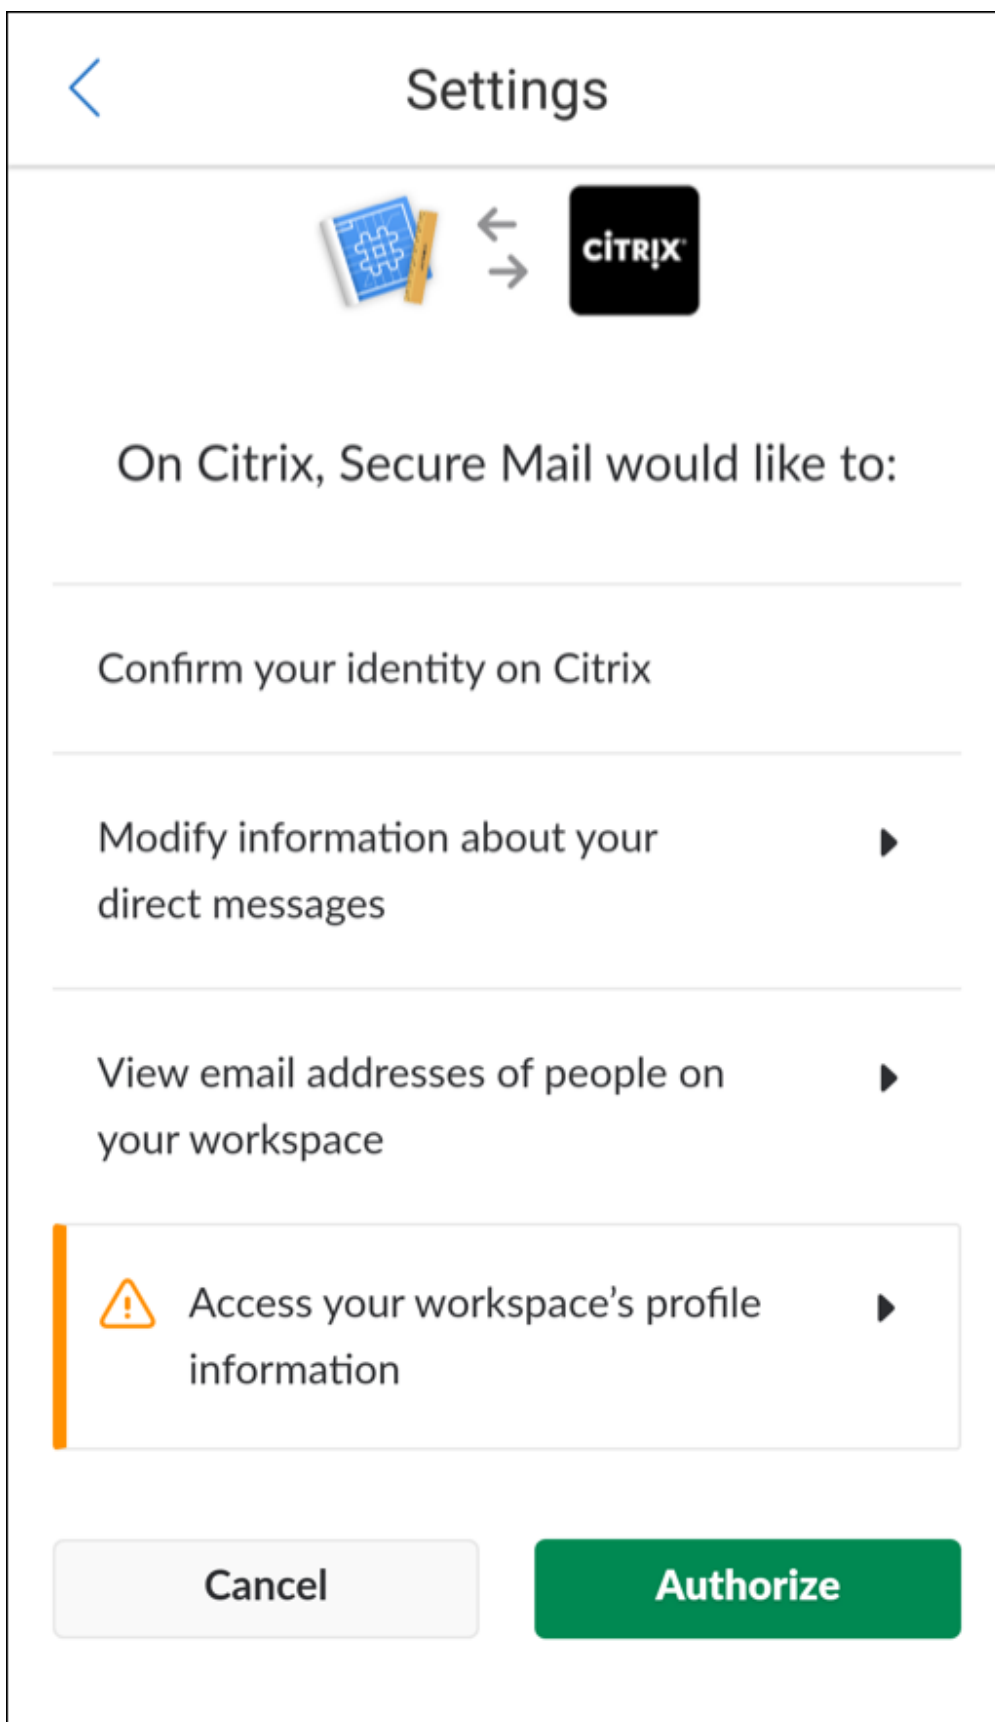 Settings
CITRIX
On Citrix, Secure Mail would like to:
Confirm your identity on Citrix
Modify information about your
direct messages
View email addresses of people on
your workspace
Access your workspace’s profile
information
Cancel
Authorize